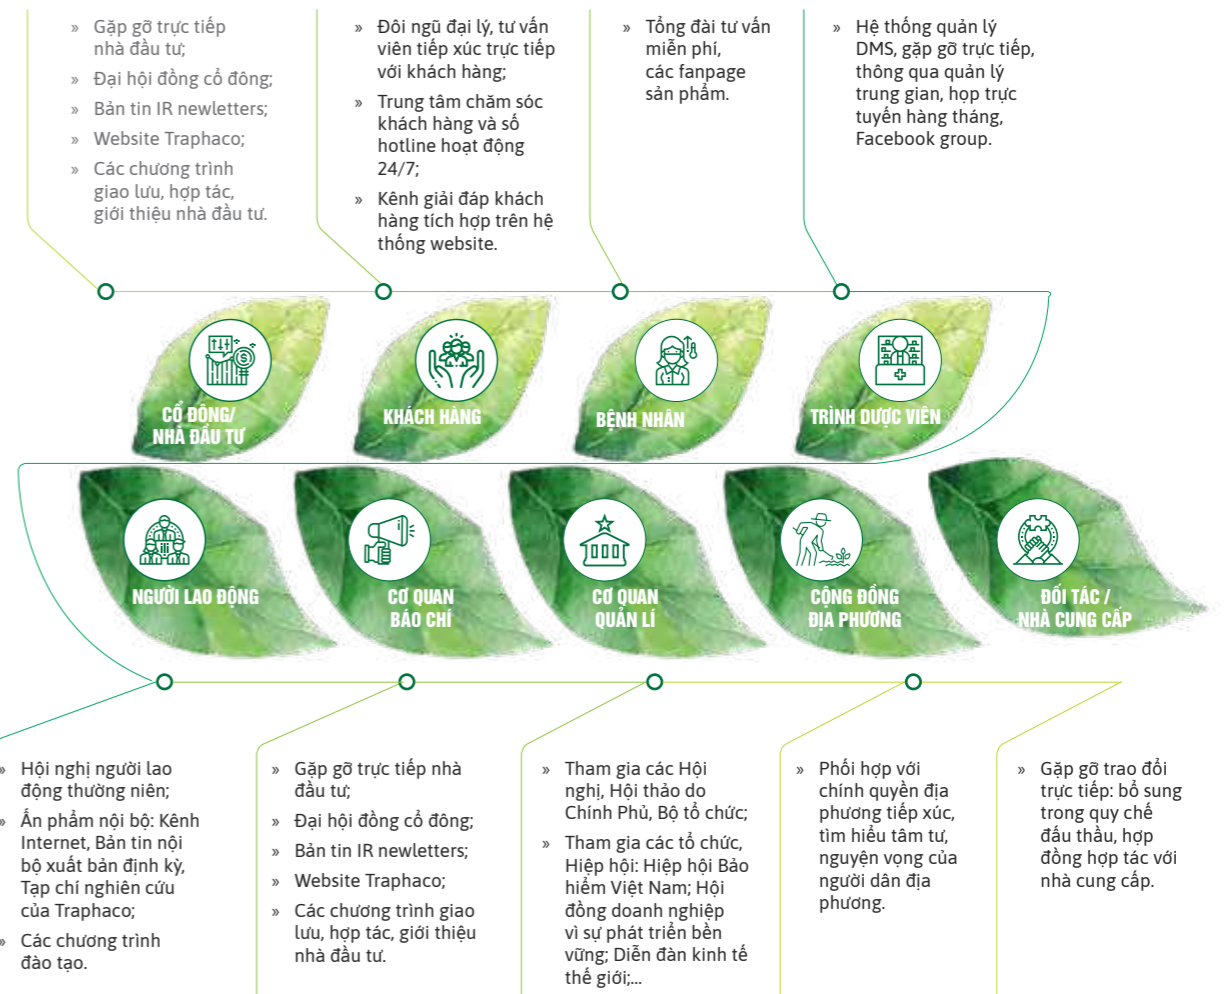 » Gặp gỡ trực tiếp
nhà đầu tư;
» Đại hội đồng cổ đông;
» Bản tin IR newletters;
» Website Traphaco;
» Các chương trình
giao lưu, hợp tác,
giới thiệu nhà đầu tư.
» Đôi ngũ đại lý, tư vấn
viên tiếp xúc trực tiếp
với khách hàng;
» Trung tâm chăm sóc
khách hàng và số
hotline hoạt động
24/7;
» Kênh giải đáp khách
hàng tích hợp trên hệ
thống website.
» Tổng đài tư vấn
miễn phí,
các fanpage
sản phẩm.
» Hệ thống quản lý
DMS, gặp gỡ trực tiếp,
thông qua quản lý
trung gian, họp trực
tuyến hàng tháng,
Facebook group.
CỔ ĐÔNG/
NHÀ ĐẦU TƯ
KHÁCH HÀNG
BỆNH NHÂN
TRÌNH DƯỢC VIÊN
NGƯỜI LAO ĐỘNG
CƠ QUAN
BÁO CHÍ
CƠ QUAN
QUẢN LÍ
CỘNG ĐỒNG
ĐỊA PHƯƠNG
ĐỐI TÁC /
NHÀ CUNG CẤP
» Hội nghị người lao
động thường niên;
» Ấn phẩm nội bộ: Kênh
Internet, Bản tin nội
bộ xuất bản định kỳ,
Tạp chí nghiên cứu
của Traphaco;
» Các chương trình
đào tạo.
» Gặp gỡ trực tiếp nhà
đầu tư;
» Đại hội đồng cổ đông;
» Bản tin IR newletters;
» Website Traphaco;
» Các chương trình giao
lưu, hợp tác, giới thiệu
nhà đầu tư.
» Tham gia các Hội
nghị, Hội thảo do
Chính Phủ, Bộ tổ chức;
» Tham gia các tổ chức,
Hiệp hội: Hiệp hội Bảo
hiểm Việt Nam; Hội
đồng doanh nghiệp
vì sự phát triển bền
vững; Diễn đàn kinh tế
thế giới;...
» Phối hợp với
chính quyền địa
phương tiếp xúc,
tìm hiểu tâm tư,
nguyện vọng của
người dân địa
phương.
» Gặp gỡ trao đổi
trực tiếp: bổ sung
trong quy chế
đấu thầu, hợp
đồng hợp tác với
nhà cung cấp.